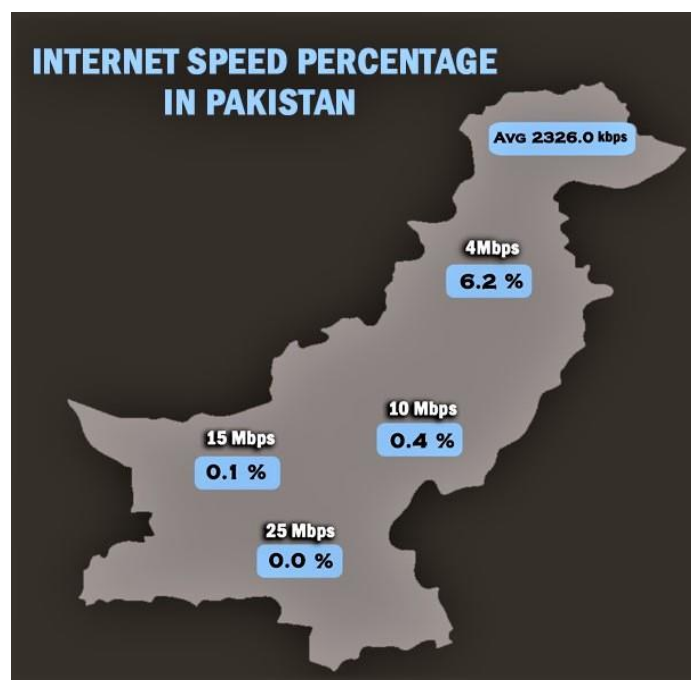 INTERNET SPEED PERCENTAGE
IN PAKISTAN
AVG 2326.0 kbps
4Mbps
6.2 %
10 Mbps
0.4 %
15 Mbps
0.1 %
25 Mbps
0.0 %